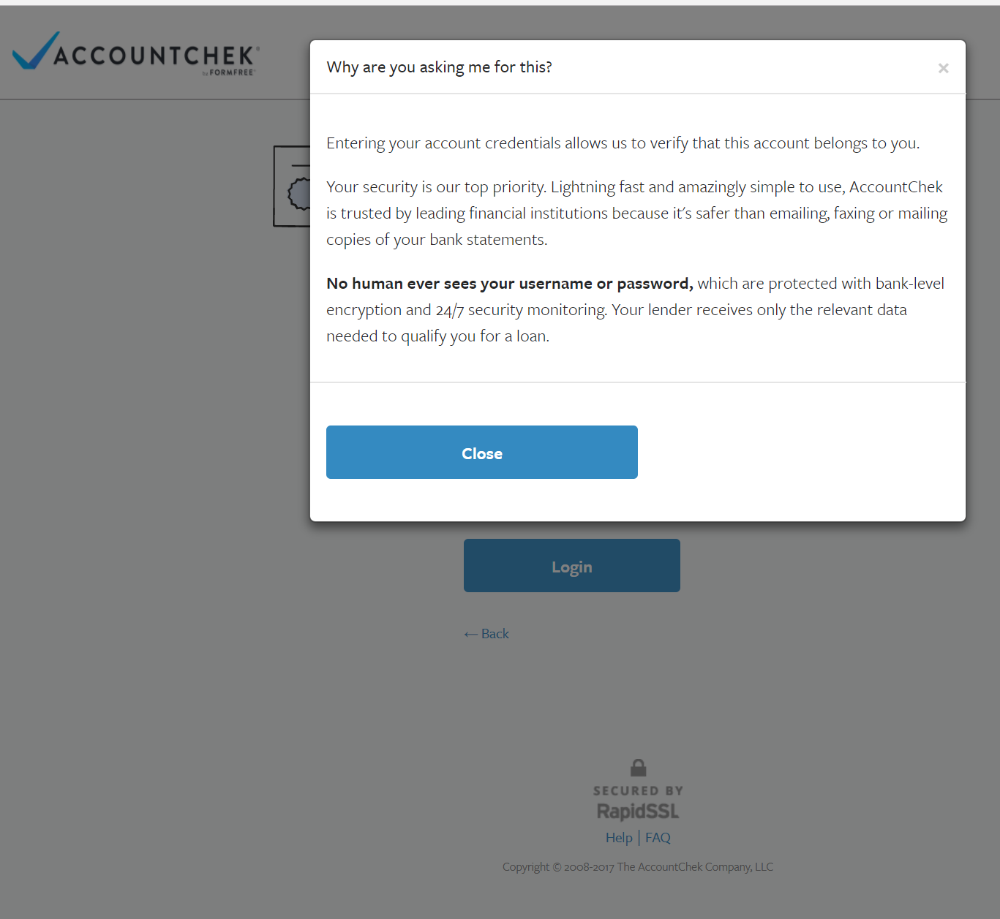 ACCOUNTCHEK®
by FORMFREE®
Why are you asking me for this?
×
Entering your account credentials allows us to verify that this account belongs to you.
Your security is our top priority. Lightning fast and amazingly simple to use, AccountChek
is trusted by leading financial institutions because it's safer than emailing, faxing or mailing
copies of your bank statements.
No human ever sees your username or password, which are protected with bank-level
encryption and 24/7 security monitoring. Your lender receives only the relevant data
needed to qualify you for a loan.
Close
Login
← Back
SECURED BY
RapidSSL
Help | FAQ
Copyright © 2008-2017 The AccountChek Company, LLC